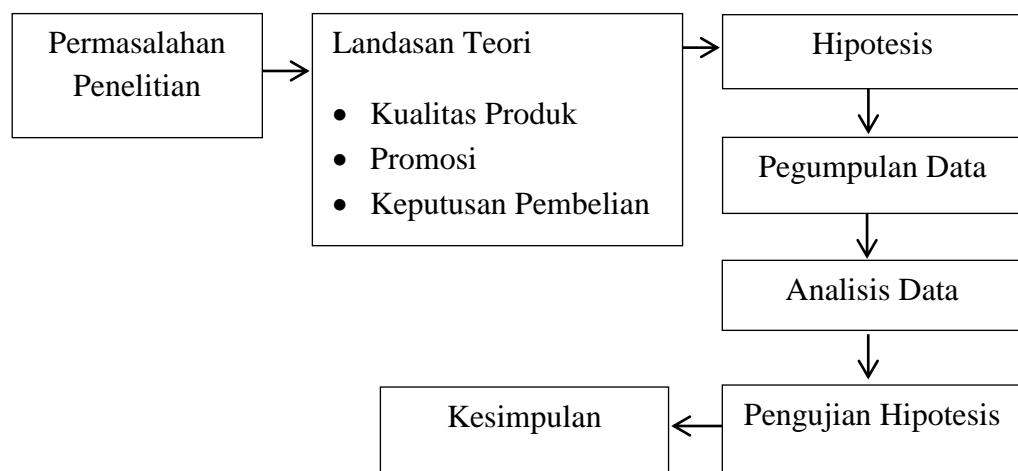 Permasalahan
Penelitian
Landasan Teori
• Kualitas Produk
• Promosi
• Keputusan Pembelian
Hipotesis
Pegumpulan Data
Analisis Data
Pengujian Hipotesis
Kesimpulan